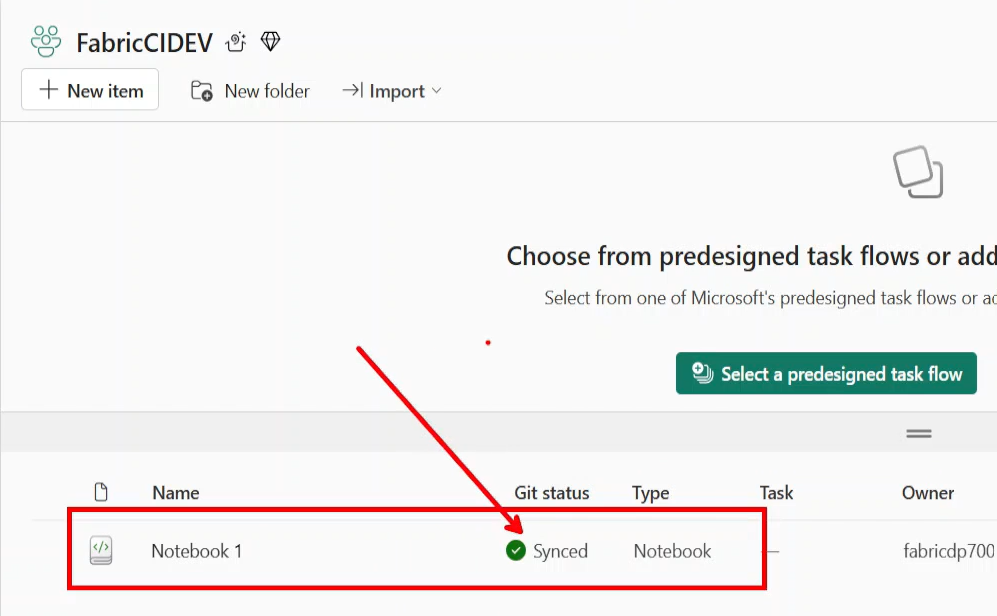 FabricCIDEV
New item
New folder
Import
Choose from predesigned task flows or add
Select from one of Microsoft's predesigned task flows or
Select a predesigned task flow
Name Git status Type Task Owner
Notebook 1 Synced Notebook — fabricdp700